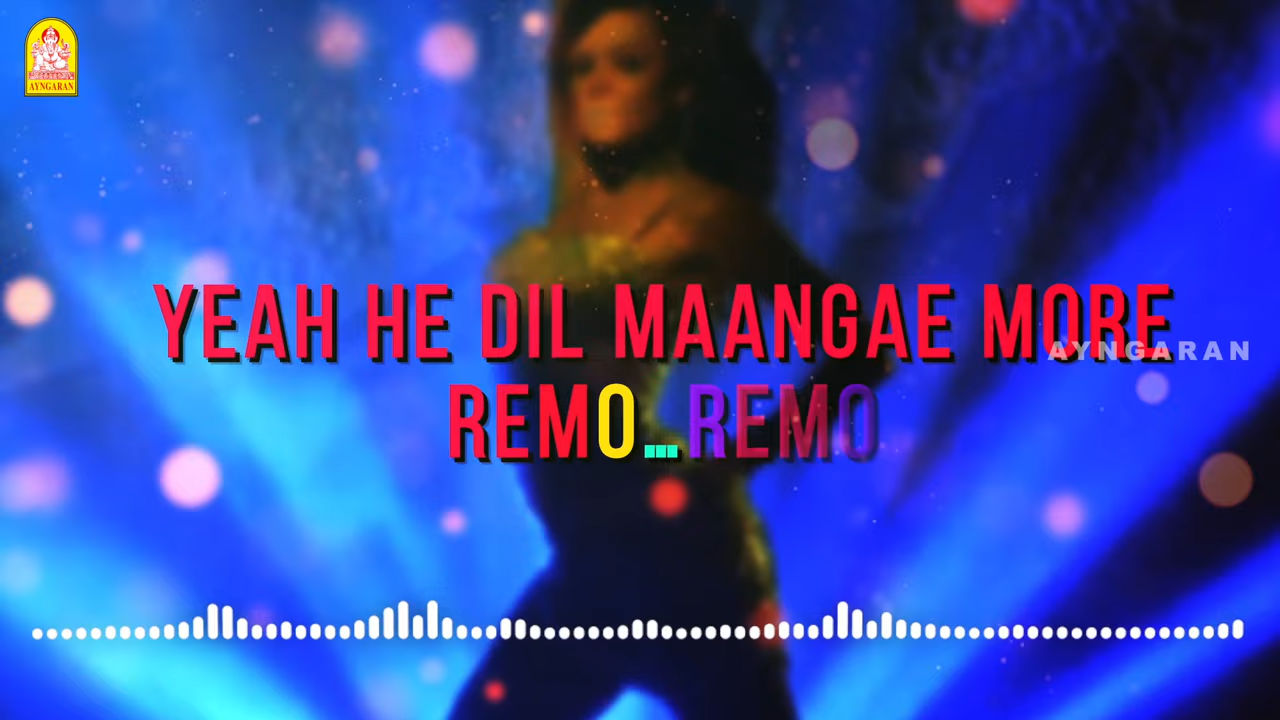 AYNGARAN
YEAH HE DIL MAANGAE MORE
AYNGARAN
REMO...REMO